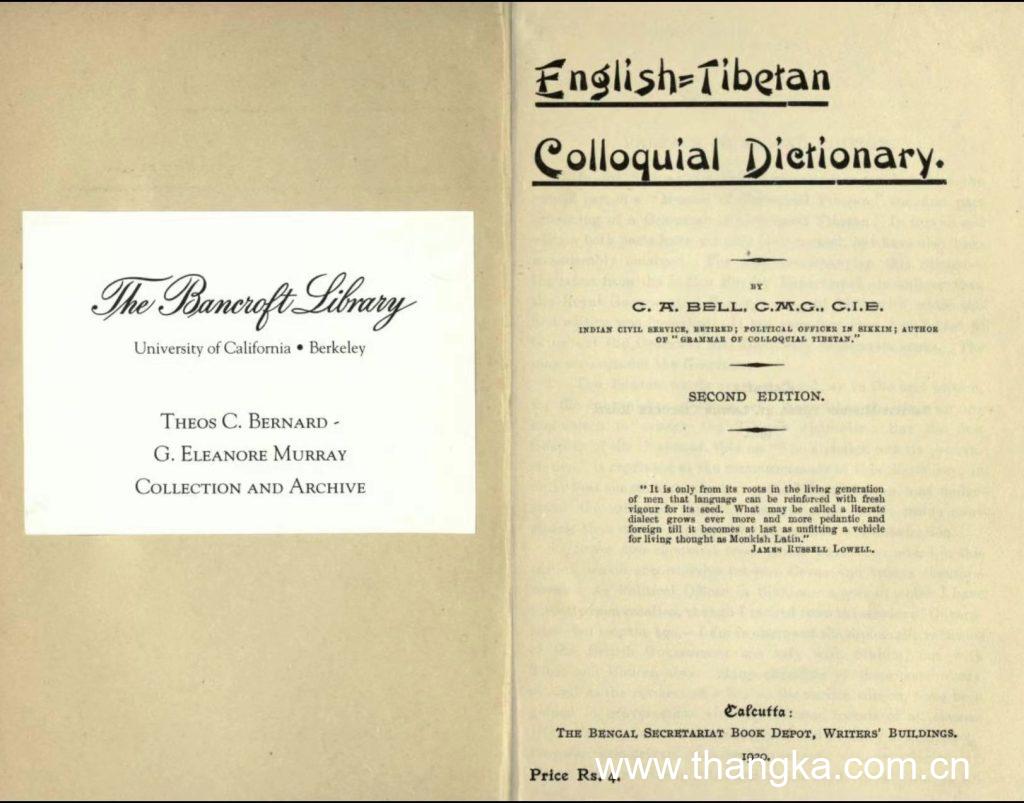 The Bancroft Library
University of California • Berkeley
THEOS C. BERNARD -
G. ELEANORE MURRAY
COLLECTION AND ARCHIVE
English=Tibetan
Colloquial Dictionary.
BY
C. A. BELL, C.M.G., C.I.E.
INDIAN CIVIL SERVICE, RETIRED; POLITICAL OFFICER IN SIKKIM; AUTHOR
OF "GRAMMAR OF COLLOQUIAL TIBETAN."
SECOND EDITION.
"It is only from its roots in the living generation
of men that language can be reinforced with fresh
vigour for its seed. What may be called a literate
dialect grows ever more and more pedantic and
foreign till it becomes at last as unfitting a vehicle
for living thought as Monkish Latin."
JAMES RUSSELL LOWELL.
Calcutta:
THE BENGAL SECRETARIAT BOOK DEPOT, WRITERS' BUILDINGS.
1920.
Price Rs. 4.
www.thangka.com.cn